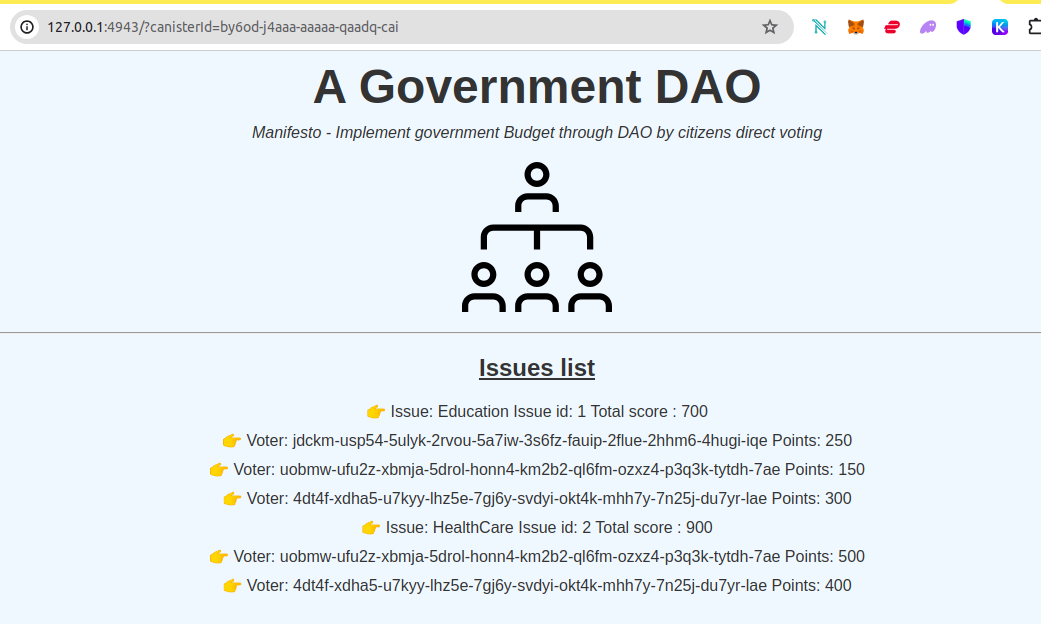 127.0.0.1:4943/?canisterId=by6od-j4aaa-aaaaa-qaadq-cai
A Government DAO
Manifesto - Implement government Budget through DAO by citizens direct voting
Issues list
👉 Issue: Education Issue id: 1 Total score : 700
👉 Voter: jdckm-usp54-5ulyk-2rvou-5a7iw-3s6fz-fauip-2flue-2hhm6-4hugi-iqe Points: 250
👉 Voter: uobmw-ufu2z-xbmja-5drol-honn4-km2b2-ql6fm-ozxz4-p3q3k-tytdh-7ae Points: 150
👉 Voter: 4dt4f-xdha5-u7kyy-lhz5e-7gj6y-svdyi-okt4k-mhh7y-7n25j-du7yr-lae Points: 300
👉 Issue: HealthCare Issue id: 2 Total score : 900
👉 Voter: uobmw-ufu2z-xbmja-5drol-honn4-km2b2-ql6fm-ozxz4-p3q3k-tytdh-7ae Points: 500
👉 Voter: 4dt4f-xdha5-u7kyy-lhz5e-7gj6y-svdyi-okt4k-mhh7y-7n25j-du7yr-lae Points: 400